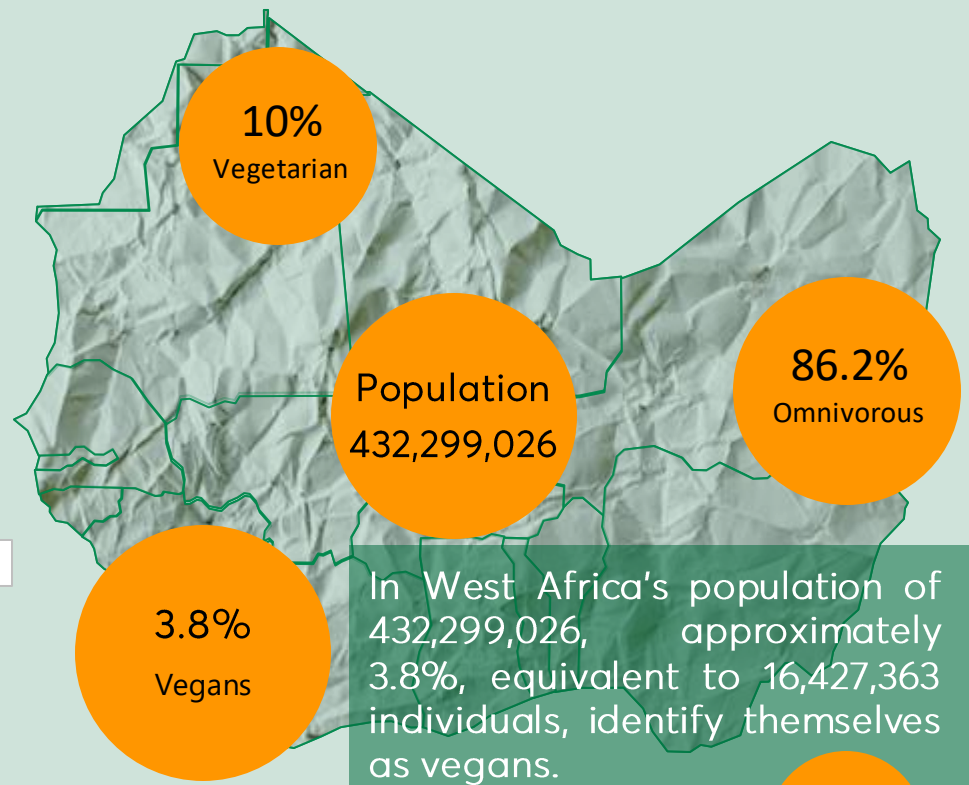 10%
Vegetarian
86.2%
Omnivorous
Population
432,299,026
3.8%
Vegans
In West Africa's population of
432,299,026, approximately
3.8%, equivalent to 16,427,363
individuals, identify themselves
as vegans.